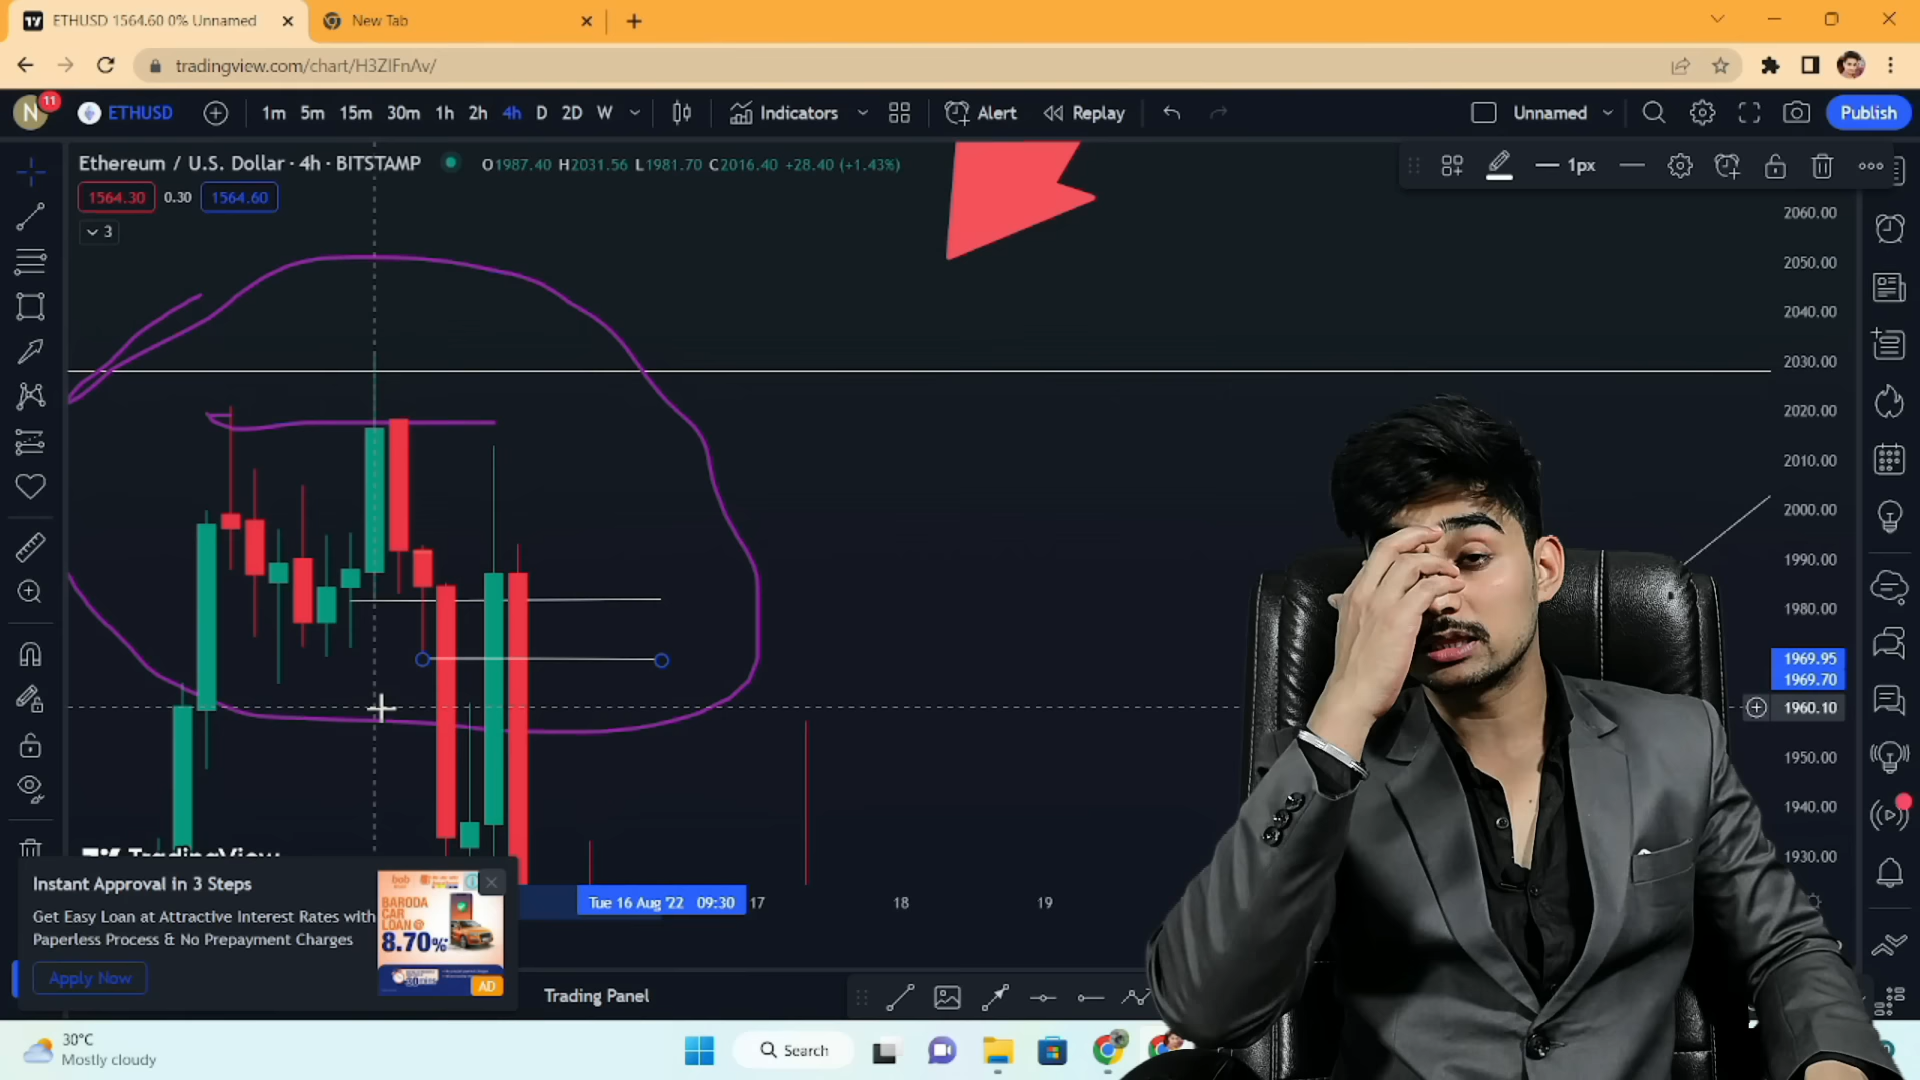 ETHUSD 1564.60 0% Unnamed
New Tab
tradingview.com/chart/H3ZIFnAv/
N 11 ETHUSD 1m 5m 15m 30m 1h 2h 4h D 2D W Indicators Alert Replay Unnamed Publish
Ethereum / U.S. Dollar · 4h · BITSTAMP O1987.40 H2031.56 L1981.70 C2016.40 +28.40 (+1.43%)
1px
1564.30 0.30 1564.60
3
2060.00
2050.00
2040.00
2030.00
2020.00
2010.00
2000.00
1990.00
1980.00
1969.95
1969.70
1960.10
1950.00
1940.00
1930.00
TradingView
Instant Approval in 3 Steps
Get Easy Loan at Attractive Interest Rates with
Paperless Process & No Prepayment Charges
Apply Now
bob
BARODA
CAR
LOAN @
8.70%
AD
Tue 16 Aug '22 09:30 17 18 19
Trading Panel
30°C
Mostly cloudy
Search